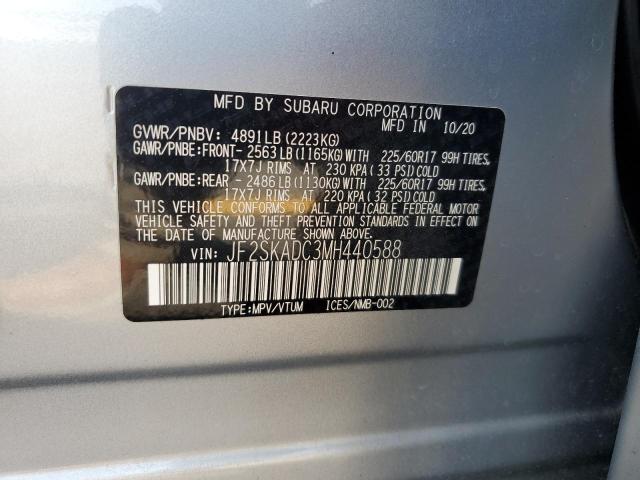 MFD BY SUBARU CORPORATION
MFD IN 10/20
GVWR/PNBV: 4891LB (2223KG)
GAWR/PNBE:FRONT- 2563LB (1165KG)WITH 225/60R17 99H TIRES,
17X7J RIMS AT 230 KPA (33 PSI)COLD
GAWR/PNBE:REAR - 2486LB (1130KG)WITH 225/60R17 99H TIRES,
17X7J RIMS AT 220 KPA (32 PSI)COLD
THIS VEHICLE CONFORMS TO ALL APPLICABLE FEDERAL MOTOR
VEHICLE SAFETY AND THEFT PREVENTION STANDARDS IN EFFECT ON
THE DATE OF MANUFACTURE SHOWN ABOVE.
VIN: JF2SKADC3MH440588
TYPE:MPV/VTUM ICES/NMB-002